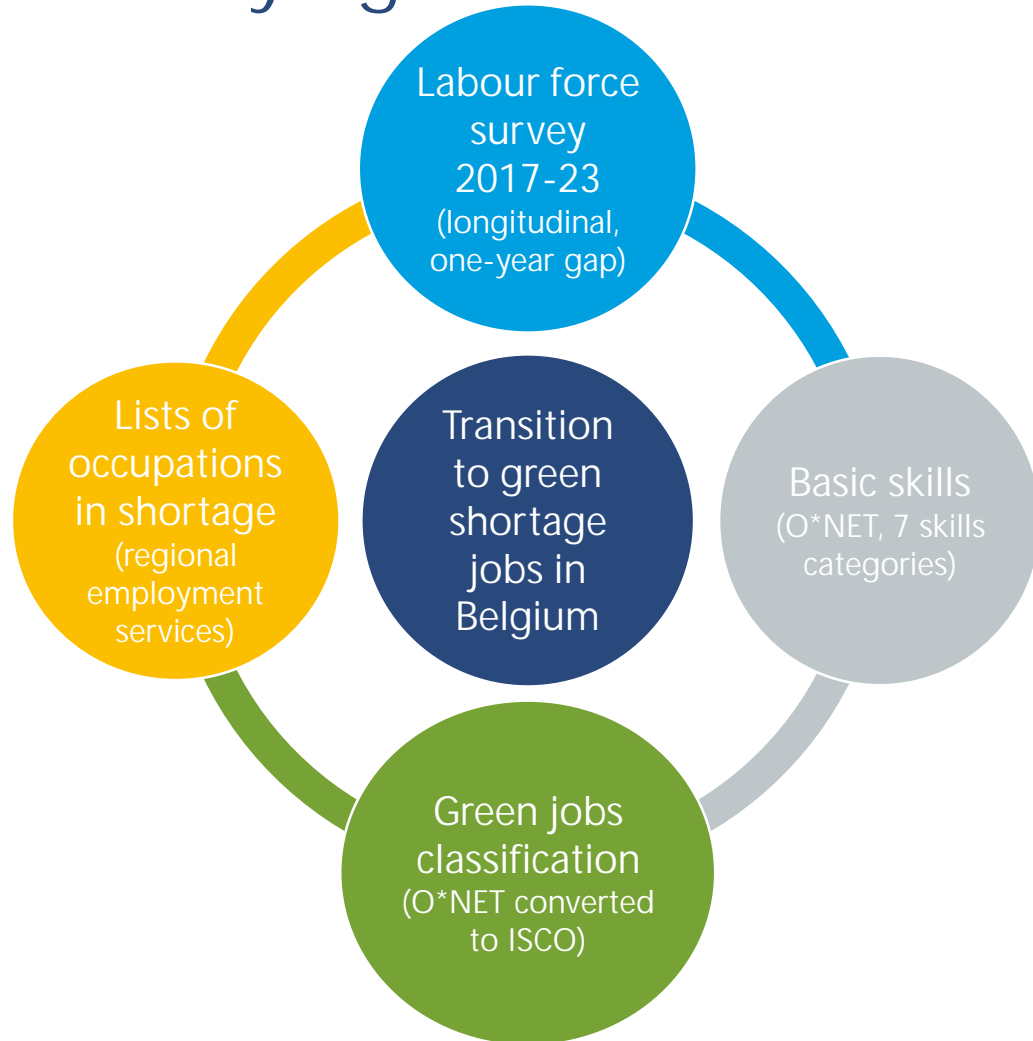 Labour force
survey
2017-23
(longitudinal,
one-year gap)
Lists of
occupations
in shortage
(regional
employment
services)
Transition
to green
shortage
jobs in
Belgium
Basic skills
(O*NET, 7 skills
categories)
Green jobs
classification
(O*NET converted
to ISCO)